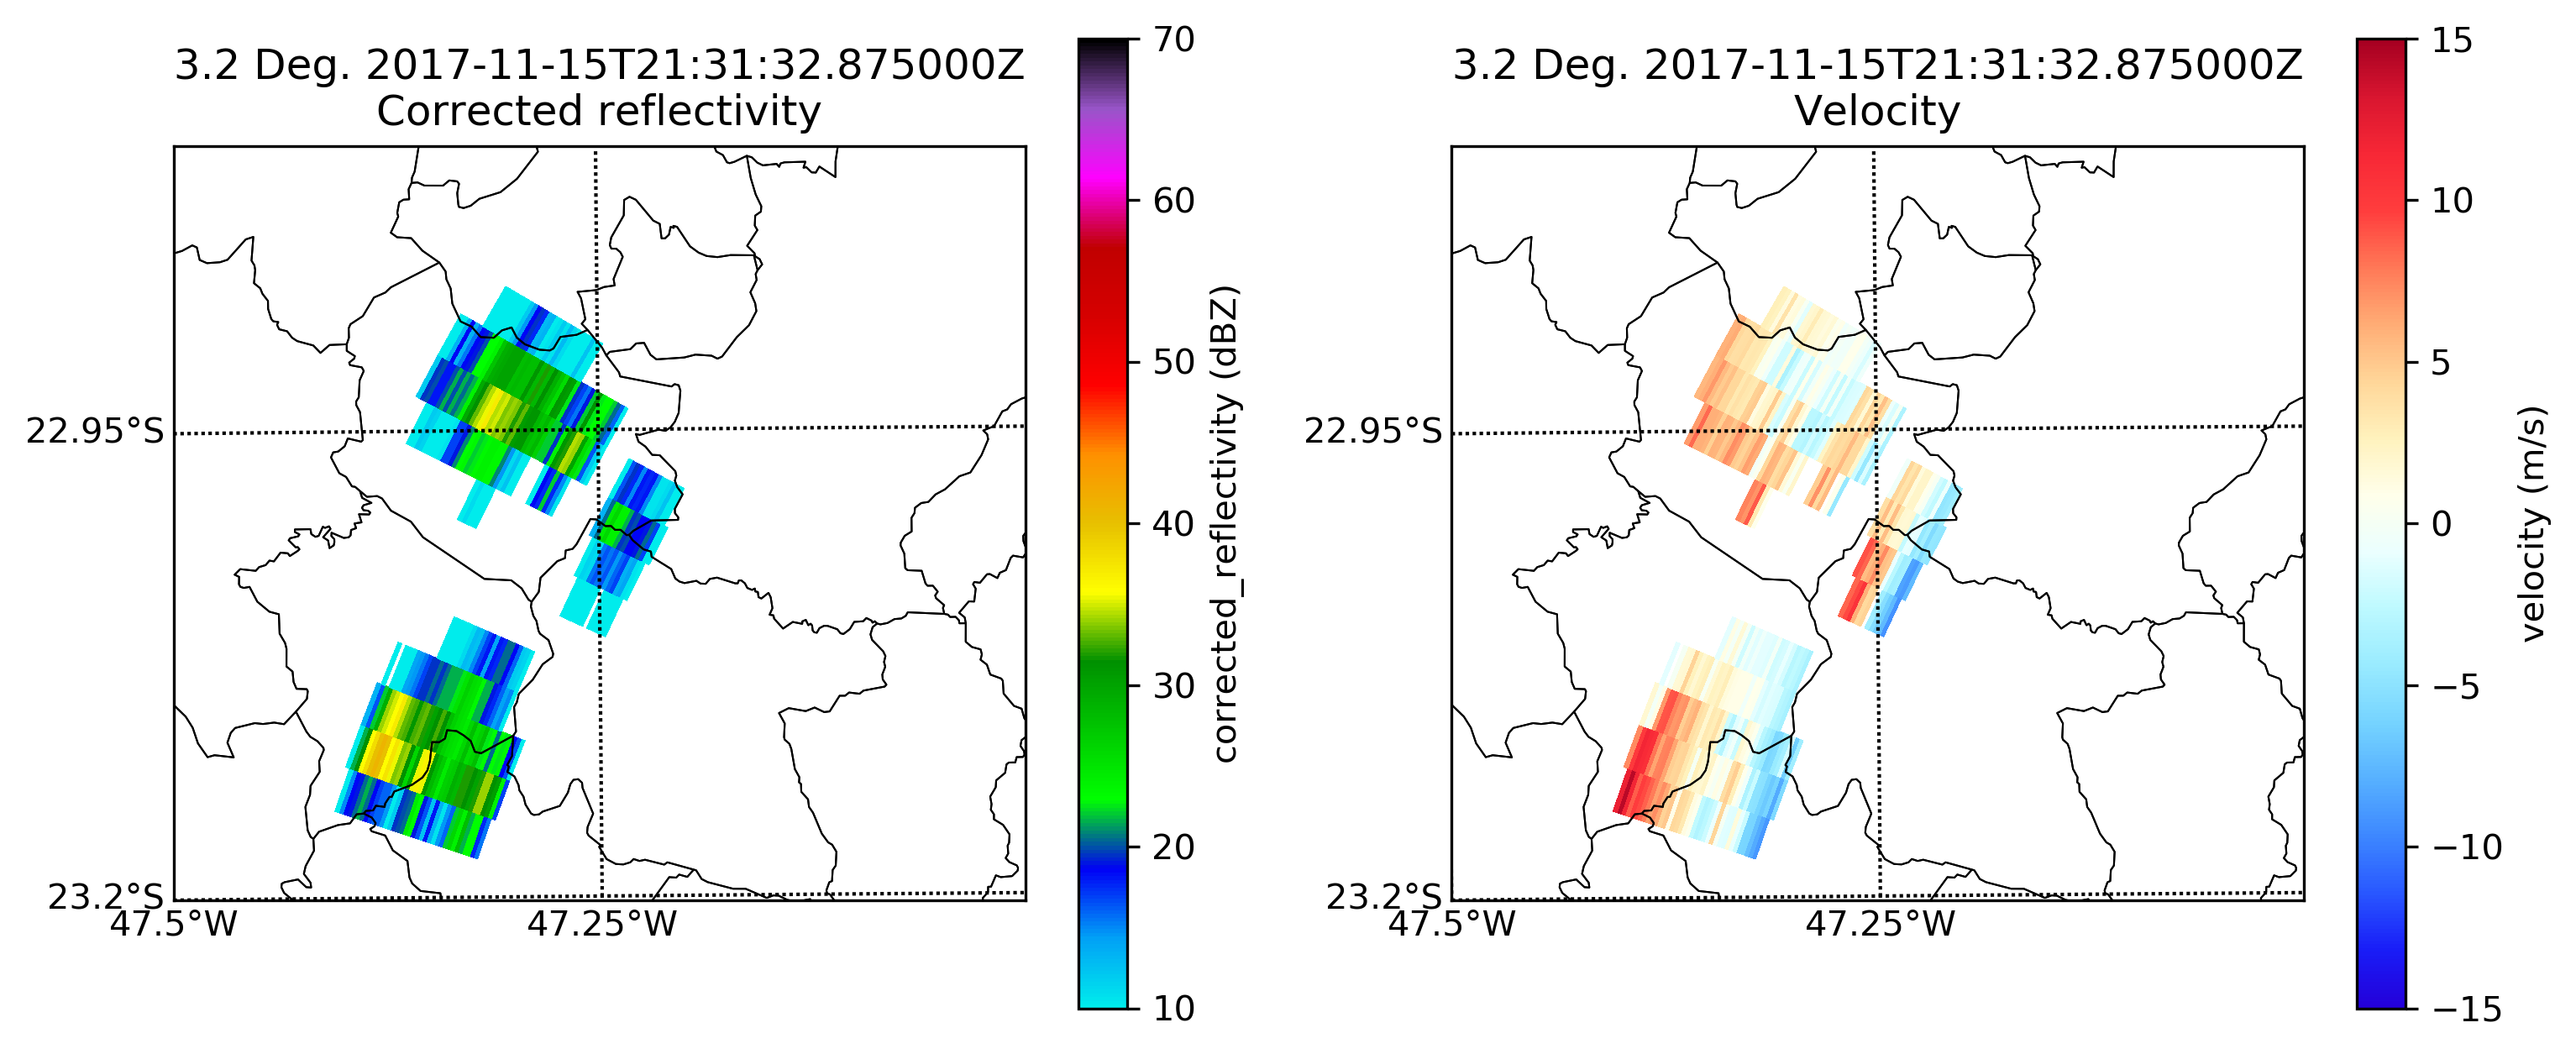 3.2 Deg. 2017-11-15T21:31:32.875000Z
Corrected reflectivity
22.95°S
23.2°S
47.5°W
47.25°W
70
60
50
40
30
20
10
corrected_reflectivity (dBZ)
3.2 Deg. 2017-11-15T21:31:32.875000Z
Velocity
22.95°S
23.2°S
47.5°W
47.25°W
15
10
5
0
−5
−10
−15
velocity (m/s)